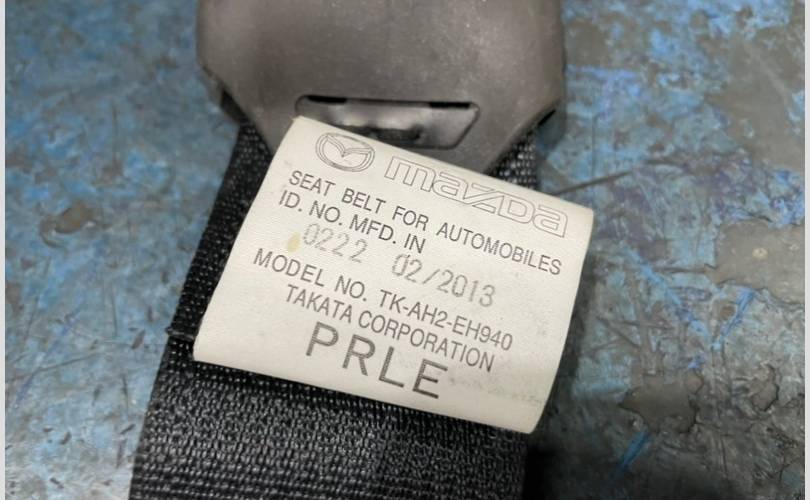 mazda
SEAT BELT FOR AUTOMOBILES
ID. NO. MFD. IN
0222 02/2013
MODEL NO. TK-AH2-EH940
TAKATA CORPORATION
PRLE